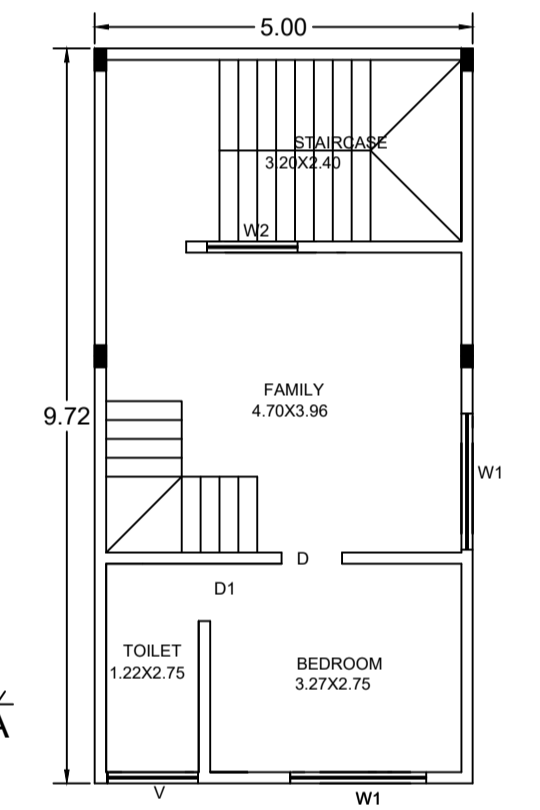 5.00
STAIRCASE
3.20X2.40
W2
9.72
FAMILY
4.70X3.96
W1
D
D1
TOILET
1.22X2.75
BEDROOM
3.27X2.75
A
V
W1